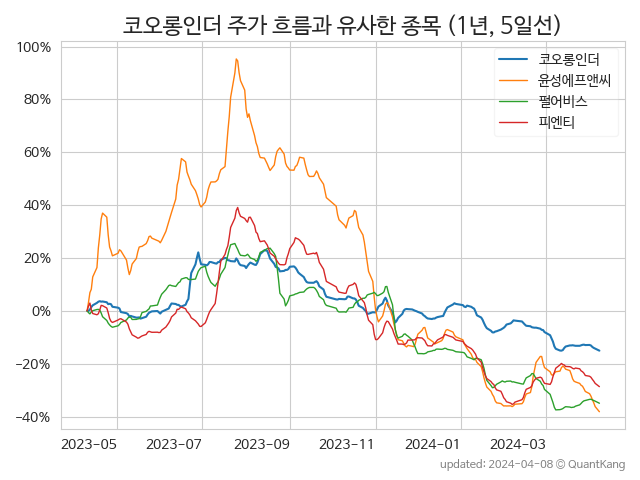 코오롱인더 주가 흐름과 유사한 종목 (1년, 5일선)
100%
80%
60%
40%
20%
0%
−20%
−40%
코오롱인더
윤성에프앤씨
펄어비스
피엔티
2023-05 2023-07 2023-09 2023-11 2024-01 2024-03
updated: 2024-04-08 © QuantKang